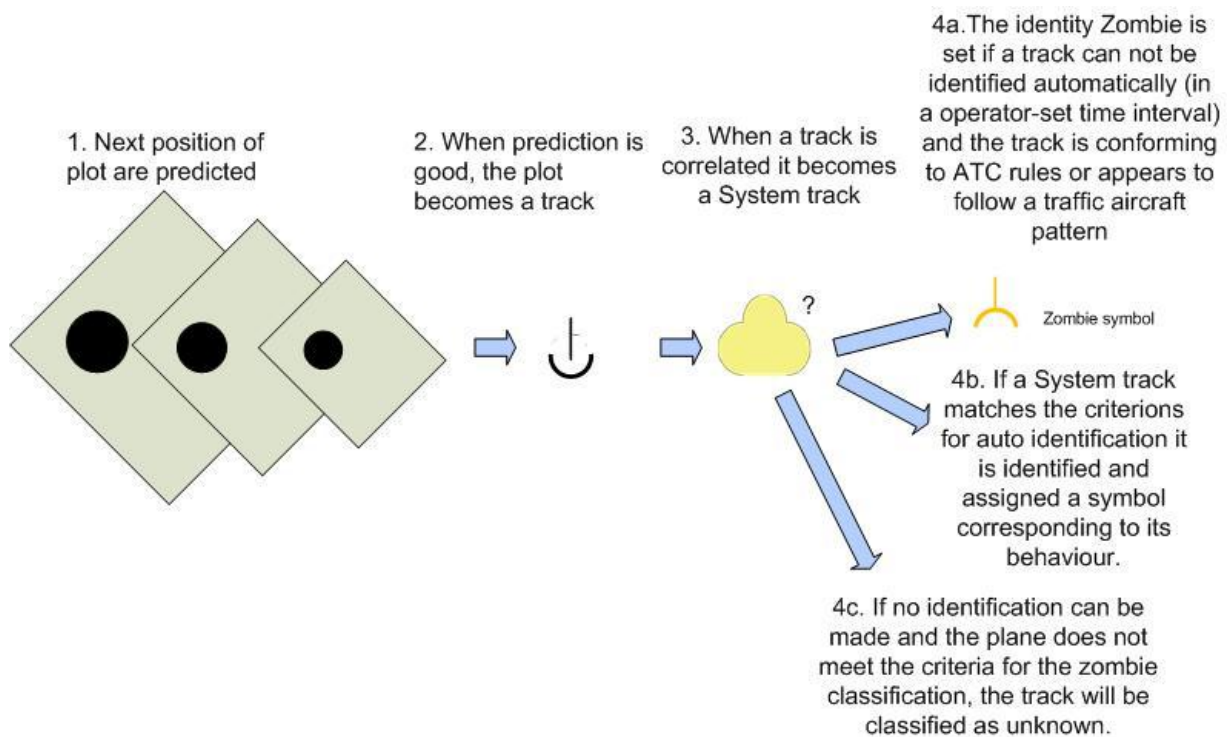 1. Next position of
plot are predicted
2. When prediction is
good, the plot
becomes a track
3. When a track is
correlated it becomes
a System track
?
4a.The identity Zombie is
set if a track can not be
identified automatically (in
a operator-set time interval)
and the track is conforming
to ATC rules or appears to
follow a traffic aircraft
pattern
Zombie symbol
4b. If a System track
matches the criterions
for auto identification it
is identified and
assigned a symbol
corresponding to its
behaviour.
4c. If no identification can be
made and the plane does not
meet the criteria for the zombie
classification, the track will be
classified as unknown.